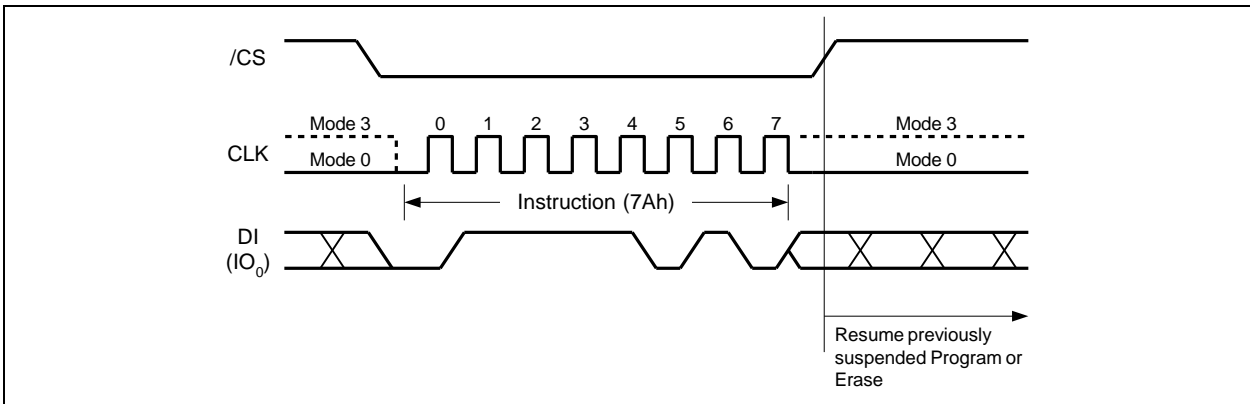 /CS
Mode 3 0 1 2 3 4 5 6 7 Mode 3
CLK
Mode 0 Mode 0
Instruction (7Ah)
DI
(IO0)
Resume previously
suspended Program or
Erase